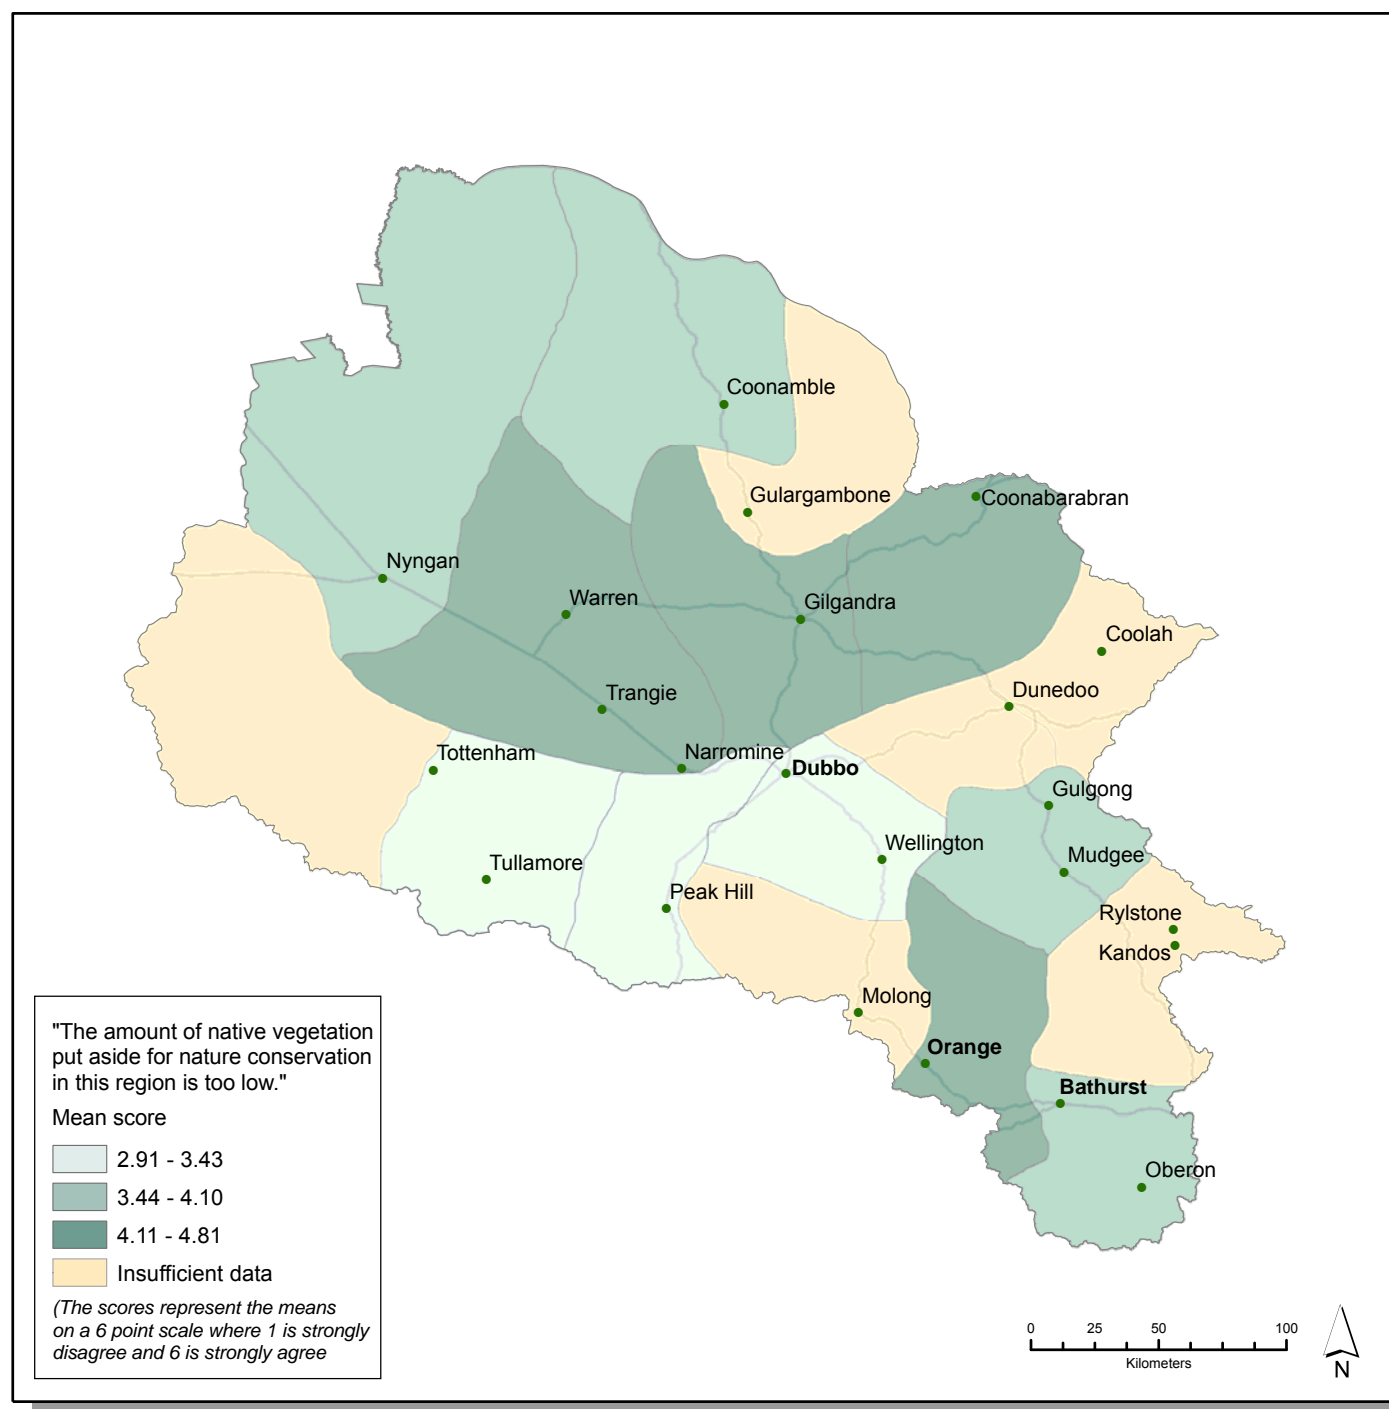 Coonamble
Gulargambone
Coonabarabran
Nyngan
Warren
Gilgandra
Coolah
Trangie
Dunedoo
Tottenham
Narromine
Dubbo
Gulgong
Wellington
Mudgee
Tullamore
Peak Hill
Rylstone
Kandos
Molong
Orange
Bathurst
Oberon
"The amount of native vegetation
put aside for nature conservation
in this region is too low."
Mean score
2.91 - 3.43
3.44 - 4.10
4.11 - 4.81
Insufficient data
(The scores represent the means
on a 6 point scale where 1 is strongly
disagree and 6 is strongly agree
0 25 50 100
Kilometers
N